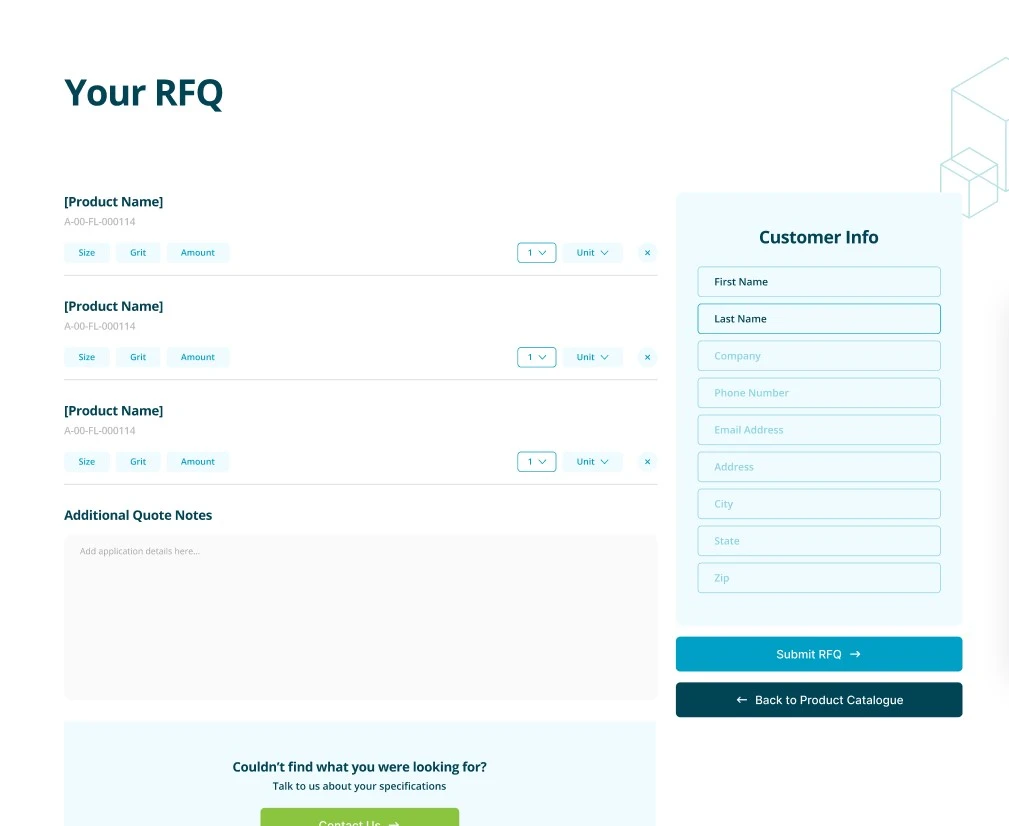 Your RFQ
[Product Name]
A-00-FL-000114
Size Grit Amount 1 Unit ×
[Product Name]
A-00-FL-000114
Size Grit Amount 1 Unit ×
[Product Name]
A-00-FL-000114
Size Grit Amount 1 Unit ×
Additional Quote Notes
Add application details here...
Couldn’t find what you were looking for?
Talk to us about your specifications
Contact Us →
Customer Info
First Name
Last Name
Company
Phone Number
Email Address
Address
City
State
Zip
Submit RFQ →
← Back to Product Catalogue